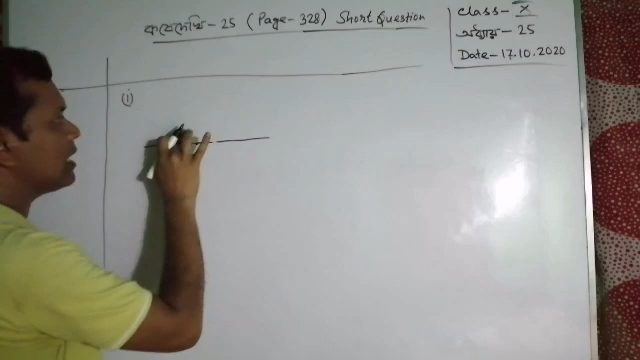 কষে দেখি - 25 (Page - 328) Short Question
Class - X
অধ্যায় - 25
Date - 17.10.2020
(i)